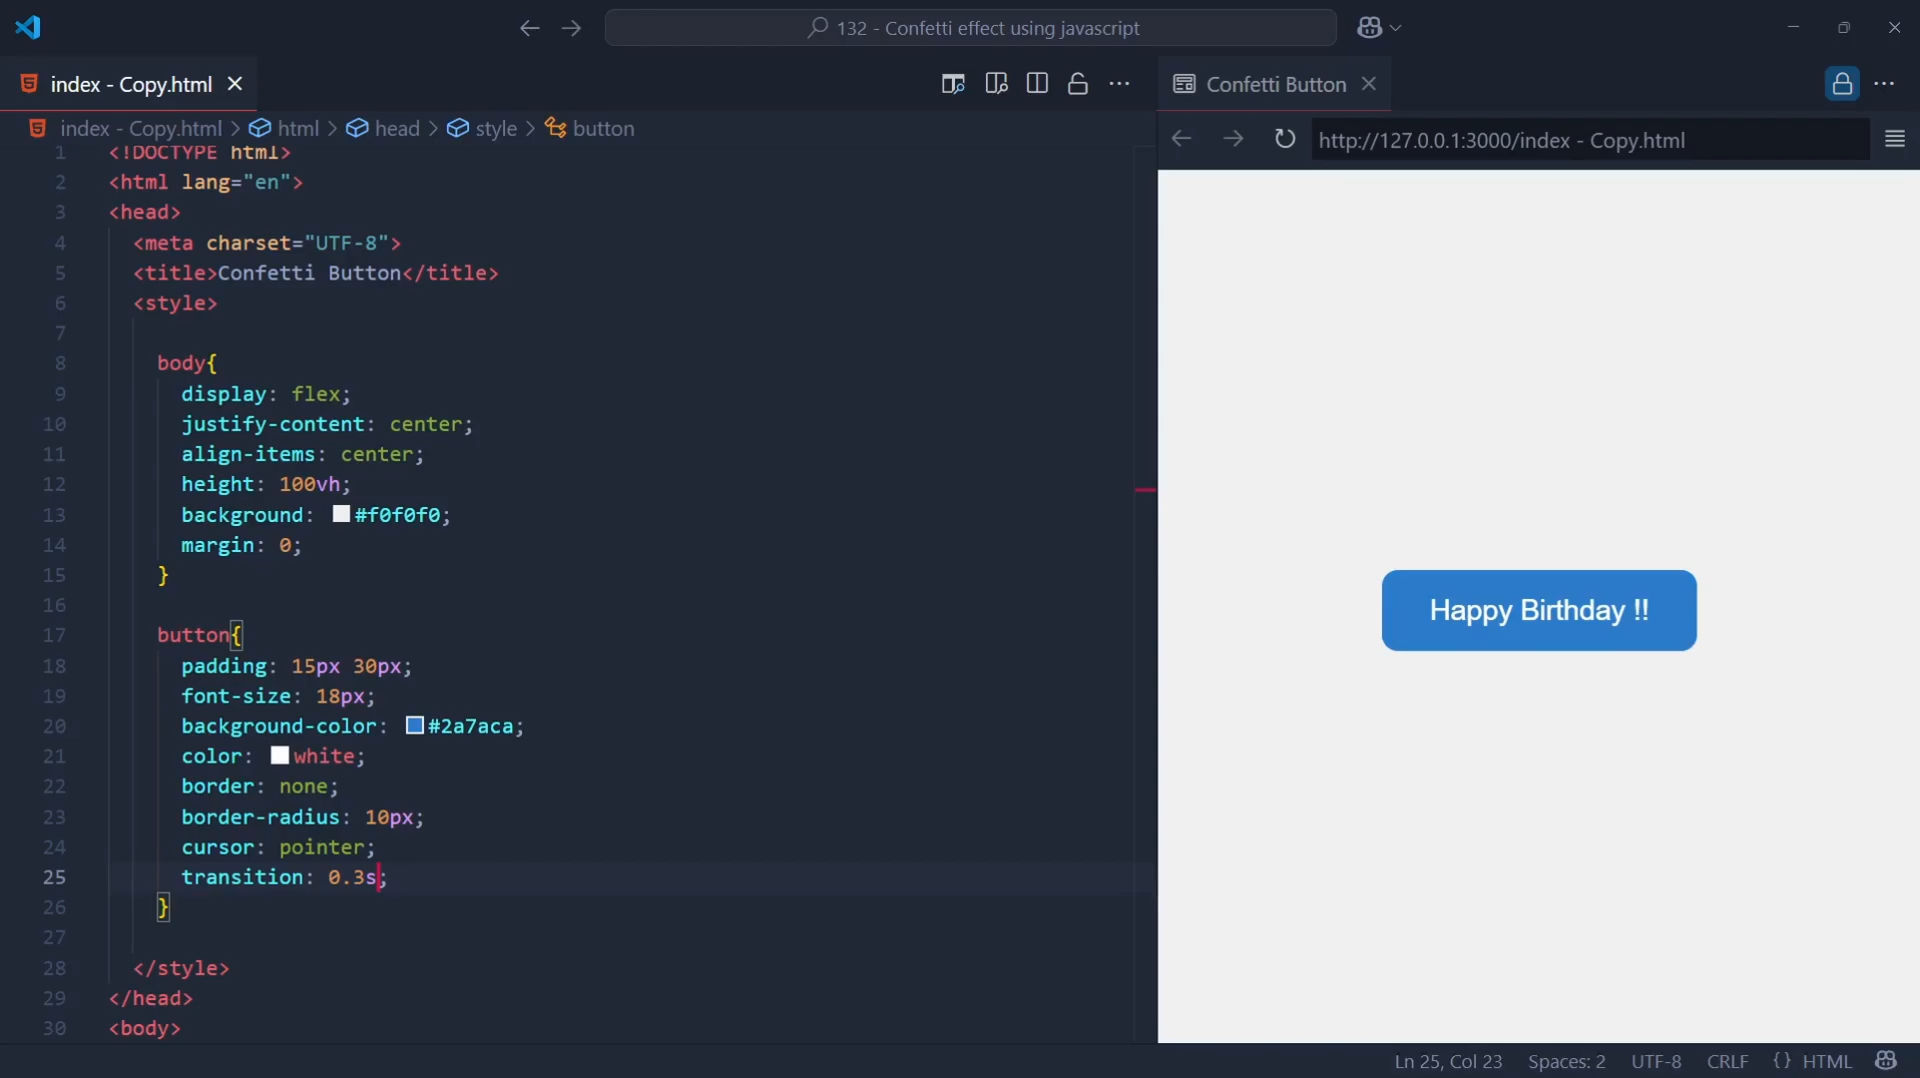 132 - Confetti effect using javascript
index - Copy.html
Confetti Button
index - Copy.html > html > head > style > button
http://127.0.0.1:3000/index - Copy.html
1 <!DOCTYPE html>
2 <html lang="en">
3 <head>
4 <meta charset="UTF-8">
5 <title>Confetti Button</title>
6 <style>
7
8 body{
9 display: flex;
10 justify-content: center;
11 align-items: center;
12 height: 100vh;
13 background: #f0f0f0;
14 margin: 0;
15 }
16
17 button{
18 padding: 15px 30px;
19 font-size: 18px;
20 background-color: #2a7aca;
21 color: white;
22 border: none;
23 border-radius: 10px;
24 cursor: pointer;
25 transition: 0.3s;
26 }
27
28 </style>
29 </head>
30 <body>
Happy Birthday !!
Ln 25, Col 23 Spaces: 2 UTF-8 CRLF {} HTML